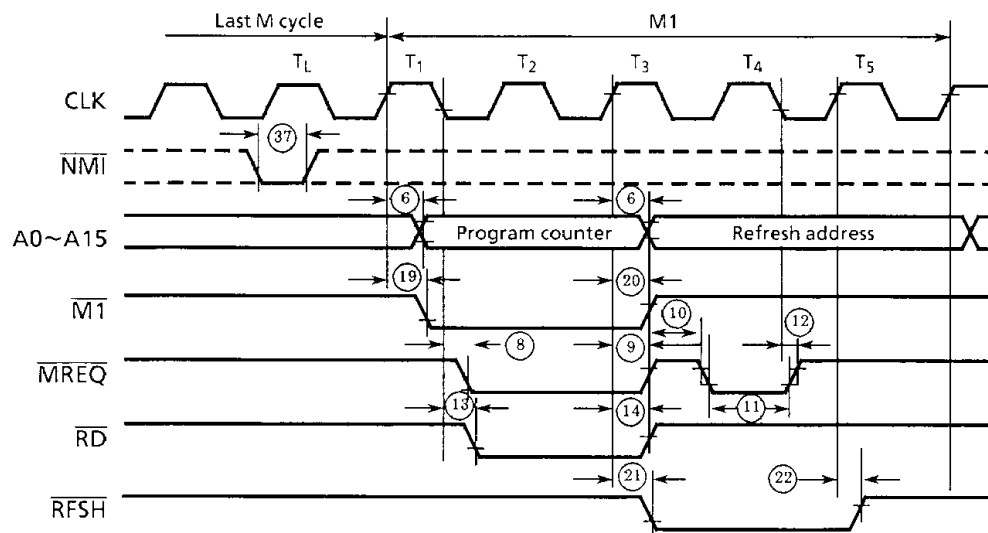 Last M cycle M1
TL T1 T2 T3 T4 T5
CLK
37
NMI
6 6
A0~A15 Program counter Refresh address
19 20
M1
10 12
8 9
MREQ
13 14 11
RD
21 22
RFSH